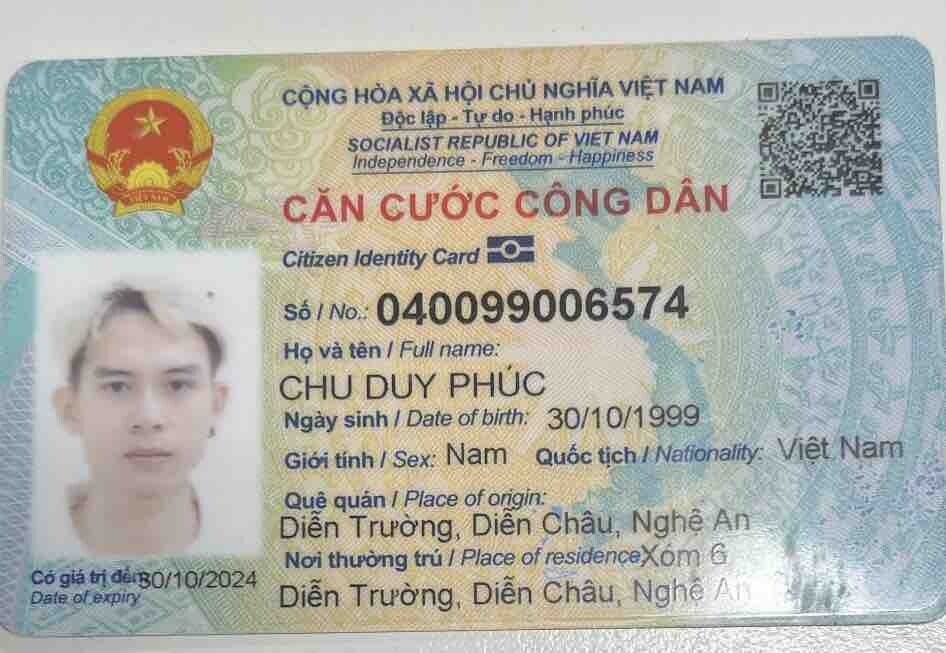 CỘNG HÒA XÃ HỘI CHỦ NGHĨA VIỆT NAM
Độc lập - Tự do - Hạnh phúc
SOCIALIST REPUBLIC OF VIET NAM
Independence - Freedom - Happiness
CĂN CƯỚC CÔNG DÂN
Citizen Identity Card
Số / No.: 040099006574
Họ và tên / Full name:
CHU DUY PHÚC
Ngày sinh / Date of birth: 30/10/1999
Giới tính / Sex: Nam Quốc tịch / Nationality: Việt Nam
Quê quán / Place of origin:
Diễn Trường, Diễn Châu, Nghệ An
Nơi thường trú / Place of residence: Xóm 6
Diễn Trường, Diễn Châu, Nghệ An
Có giá trị đến: 30/10/2024
Date of expiry
VIỆT NAM